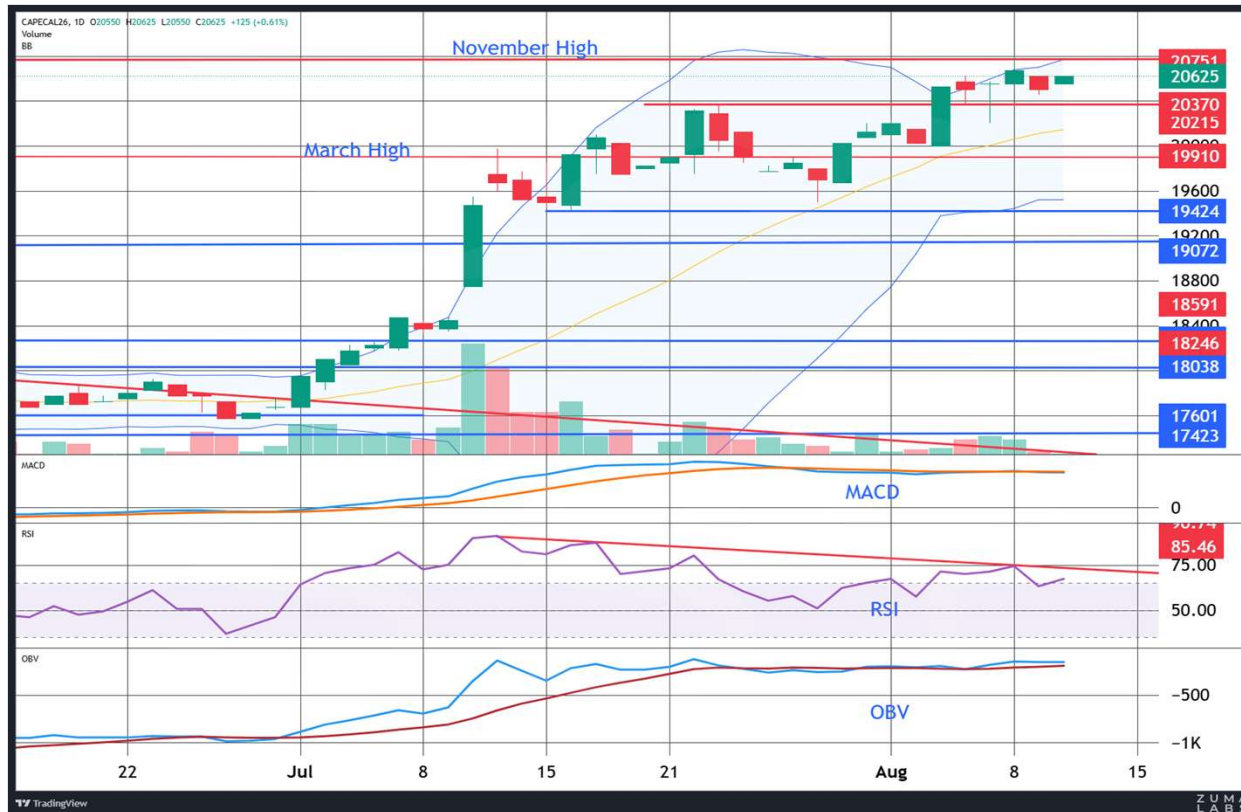 CAPECAL26, 1D O20550 H20625 L20550 C20625 +125 (+0.61%)
Volume
BB
November High
March High
20751
20625
20370
20215
19910
19600
19424
19200
19072
18800
18591
18400
18246
18038
17601
17423
MACD
MACD
0
RSI
85.46
75.00
RSI
50.00
OBV
−500
OBV
−1K
22
Jul
8
15
21
Aug
8
15
TradingView
ZUMA
LABS